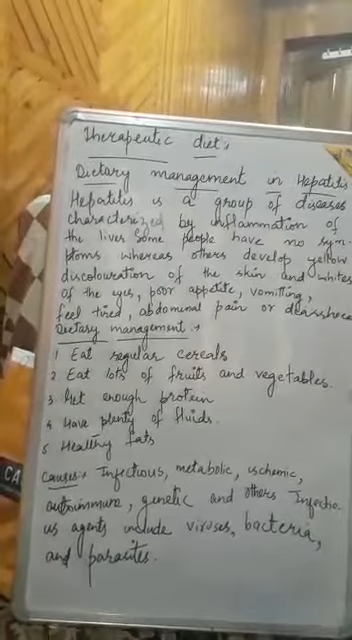 Therapeutic diet:
Dietary management in Hepatitis
Hepatitis is a group of diseases
characterized by inflammation of
the liver Some people have no sym-
ptoms whereas others develop yellow
discolouration of the skin and whites
of the eyes, poor appetite, vomitting,
feel tired, abdominal pain or diarrhoea
Dietary management :-
1 Eat regular cereals
2 Eat lots of fruits and vegetables.
3 Get enough protein
4 Have plenty of fluids.
5 Healthy fats
Causes:- Infectious, metabolic, ischemic,
autoimmune, genetic and others Infectio-
us agents include viruses, bacteria,
and parasites.
CA